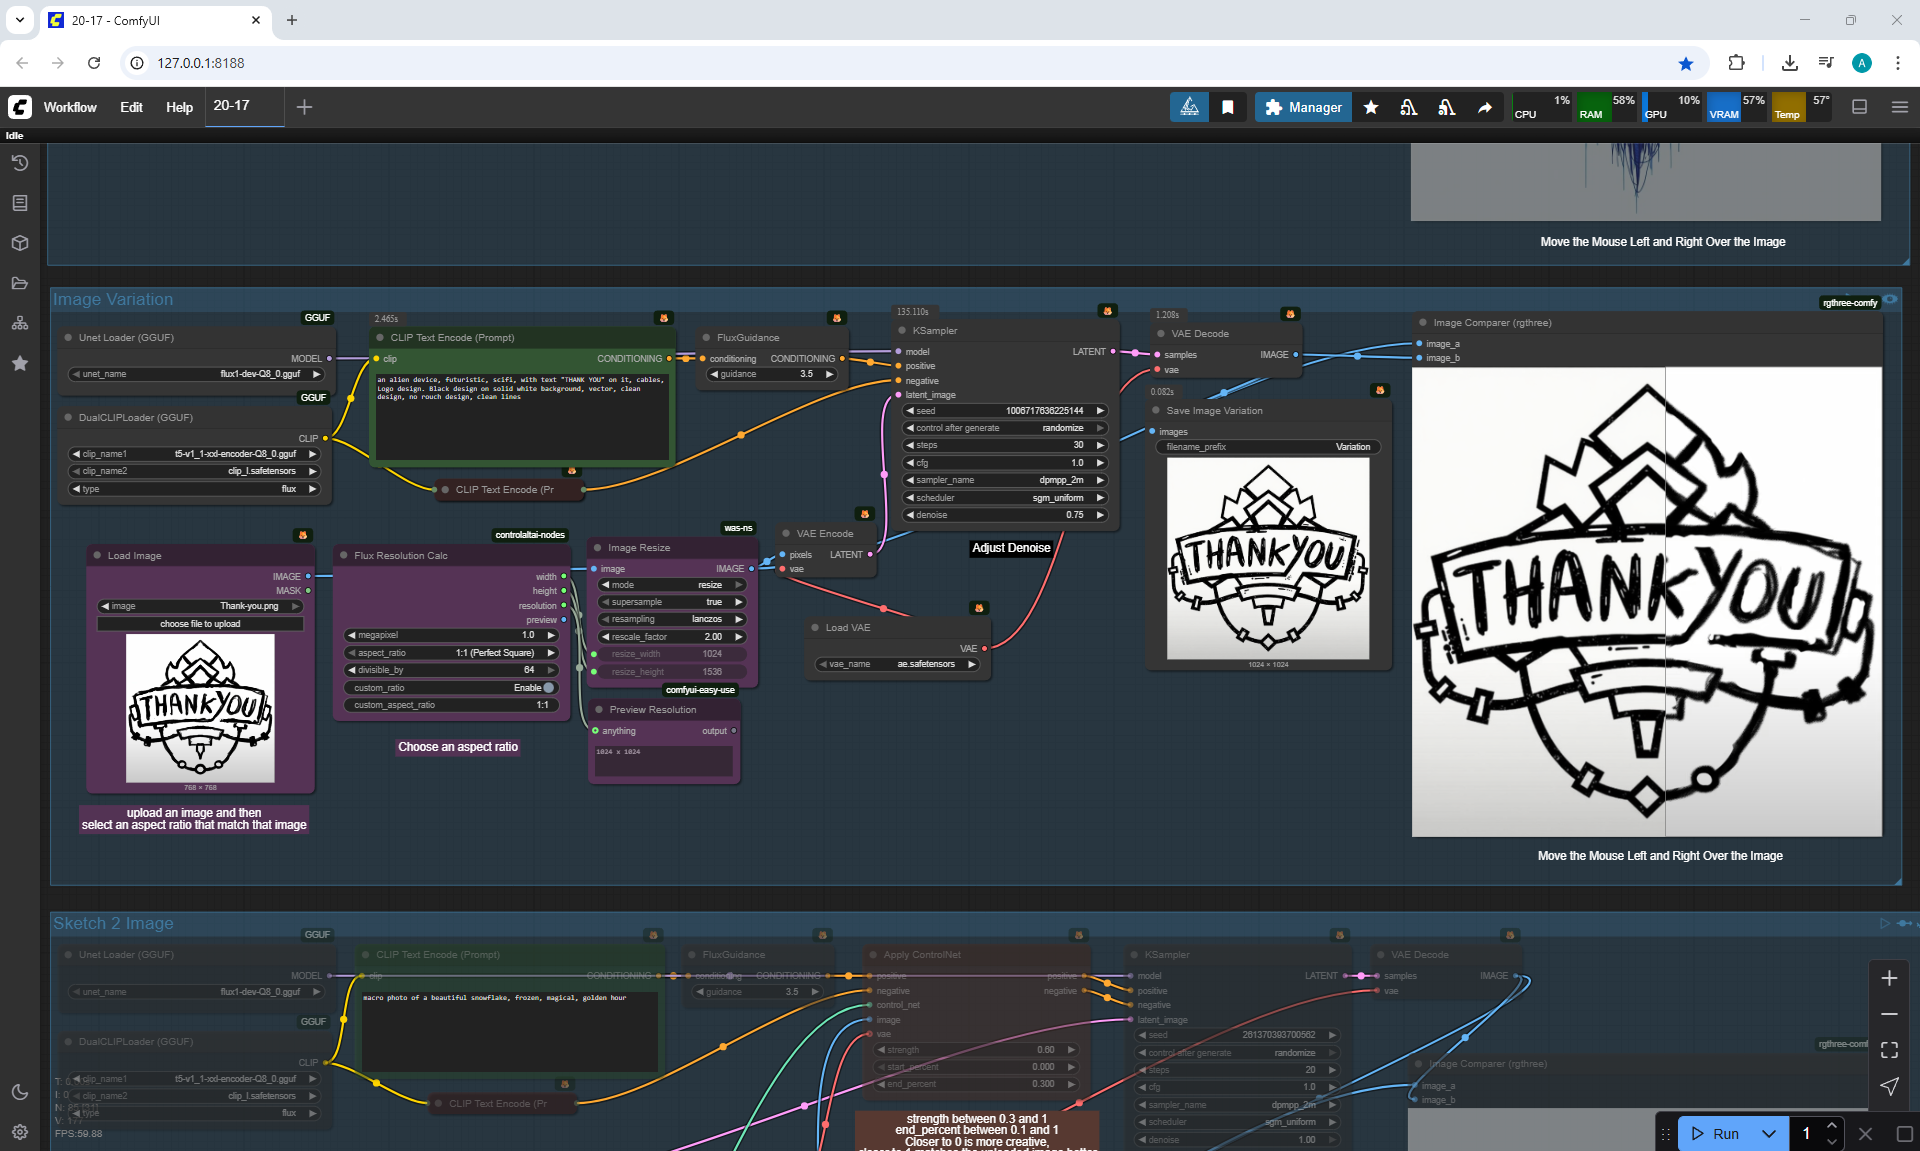 20-17 - ComfyUI
127.0.0.1:8188
A
Workflow Edit Help 20-17
Manager
CPU 1% RAM 58% GPU 10% VRAM 57% Temp 57°
Idle
Move the Mouse Left and Right Over the Image
Image Variation
rgthree-comfy
GGUF
Unet Loader (GGUF)
MODEL
unet_name flux1-dev-Q8_0.gguf
GGUF
DualCLIPLoader (GGUF)
CLIP
clip_name1 t5-v1_1-xxl-encoder-Q8_0.gguf
clip_name2 clip_l.safetensors
type flux
2.465s
CLIP Text Encode (Prompt)
clip CONDITIONING
an alien device, futuristic, scifi, with text "THANK YOU" on it, cables,
Logo design. Black design on solid white background, vector, clean
design, no rouch design, clean lines
CLIP Text Encode (Pr
FluxGuidance
conditioning CONDITIONING
guidance 3.5
135.110s
KSampler
model LATENT
positive
negative
latent_image
seed 1006717636225144
control after generate randomize
steps 30
cfg 1.0
sampler_name dpmpp_2m
scheduler sgm_uniform
denoise 0.75
Adjust Denoise
1.208s
VAE Decode
samples IMAGE
vae
0.082s
Save Image Variation
images
filename_prefix Variation
THANK YOU
1024 × 1024
Image Comparer (rgthree)
image_a
image_b
THANK YOU
Move the Mouse Left and Right Over the Image
Load Image
IMAGE
MASK
image Thank-you.png
choose file to upload
THANK YOU
768 × 768
upload an image and then
select an aspect ratio that match that image
controlaltai-nodes
Flux Resolution Calc
width
height
resolution
preview
megapixel 1.0
aspect_ratio 1:1 (Perfect Square)
divisible_by 64
custom_ratio Enable
custom_aspect_ratio 1:1
Choose an aspect ratio
was-ns
Image Resize
image IMAGE
mode resize
supersample true
resampling lanczos
rescale_factor 2.00
resize_width 1024
resize_height 1536
comfyui-easy-use
Preview Resolution
anything output
1024 x 1024
VAE Encode
pixels LATENT
vae
Load VAE
VAE
vae_name ae.safetensors
Sketch 2 Image
GGUF
Unet Loader (GGUF)
MODEL
unet_name flux1-dev-Q8_0.gguf
GGUF
DualCLIPLoader (GGUF)
CLIP
clip_name1 t5-v1_1-xxl-encoder-Q8_0.gguf
clip_name2 clip_l.safetensors
type flux
FPS:59.88
CLIP Text Encode (Prompt)
clip CONDITIONING
macro photo of a beautiful snowflake, frozen, magical, golden hour
CLIP Text Encode (Pr
FluxGuidance
conditioning CONDITIONING
guidance 3.5
Apply ControlNet
positive positive
negative negative
control_net
image
vae
strength 0.60
start_percent 0.000
end_percent 0.300
strength between 0.3 and 1
end_percent between 0.1 and 1
Closer to 0 is more creative,
KSampler
model LATENT
positive
negative
latent_image
seed 261370393700562
control after generate randomize
steps 20
cfg 1.0
sampler_name dpmpp_2m
scheduler sgm_uniform
denoise 1.00
VAE Decode
samples IMAGE
vae
rgthree-comf
Image Comparer (rgthree)
image_a
image_b
Run 1